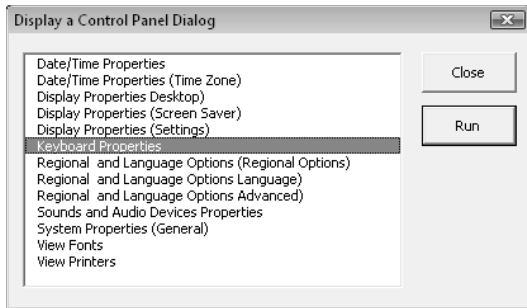 Display a Control Panel Dialog
Date/Time Properties
Date/Time Properties (Time Zone)
Display Properties Desktop)
Display Properties (Screen Saver)
Display Properties (Settings)
Keyboard Properties
Regional  and Language Options (Regional Options)
Regional  and Language Options Language)
Regional  and Language Options Advanced)
Sounds and Audio Devices Properties
System Properties (General)
View Fonts
View Printers
Close
Run